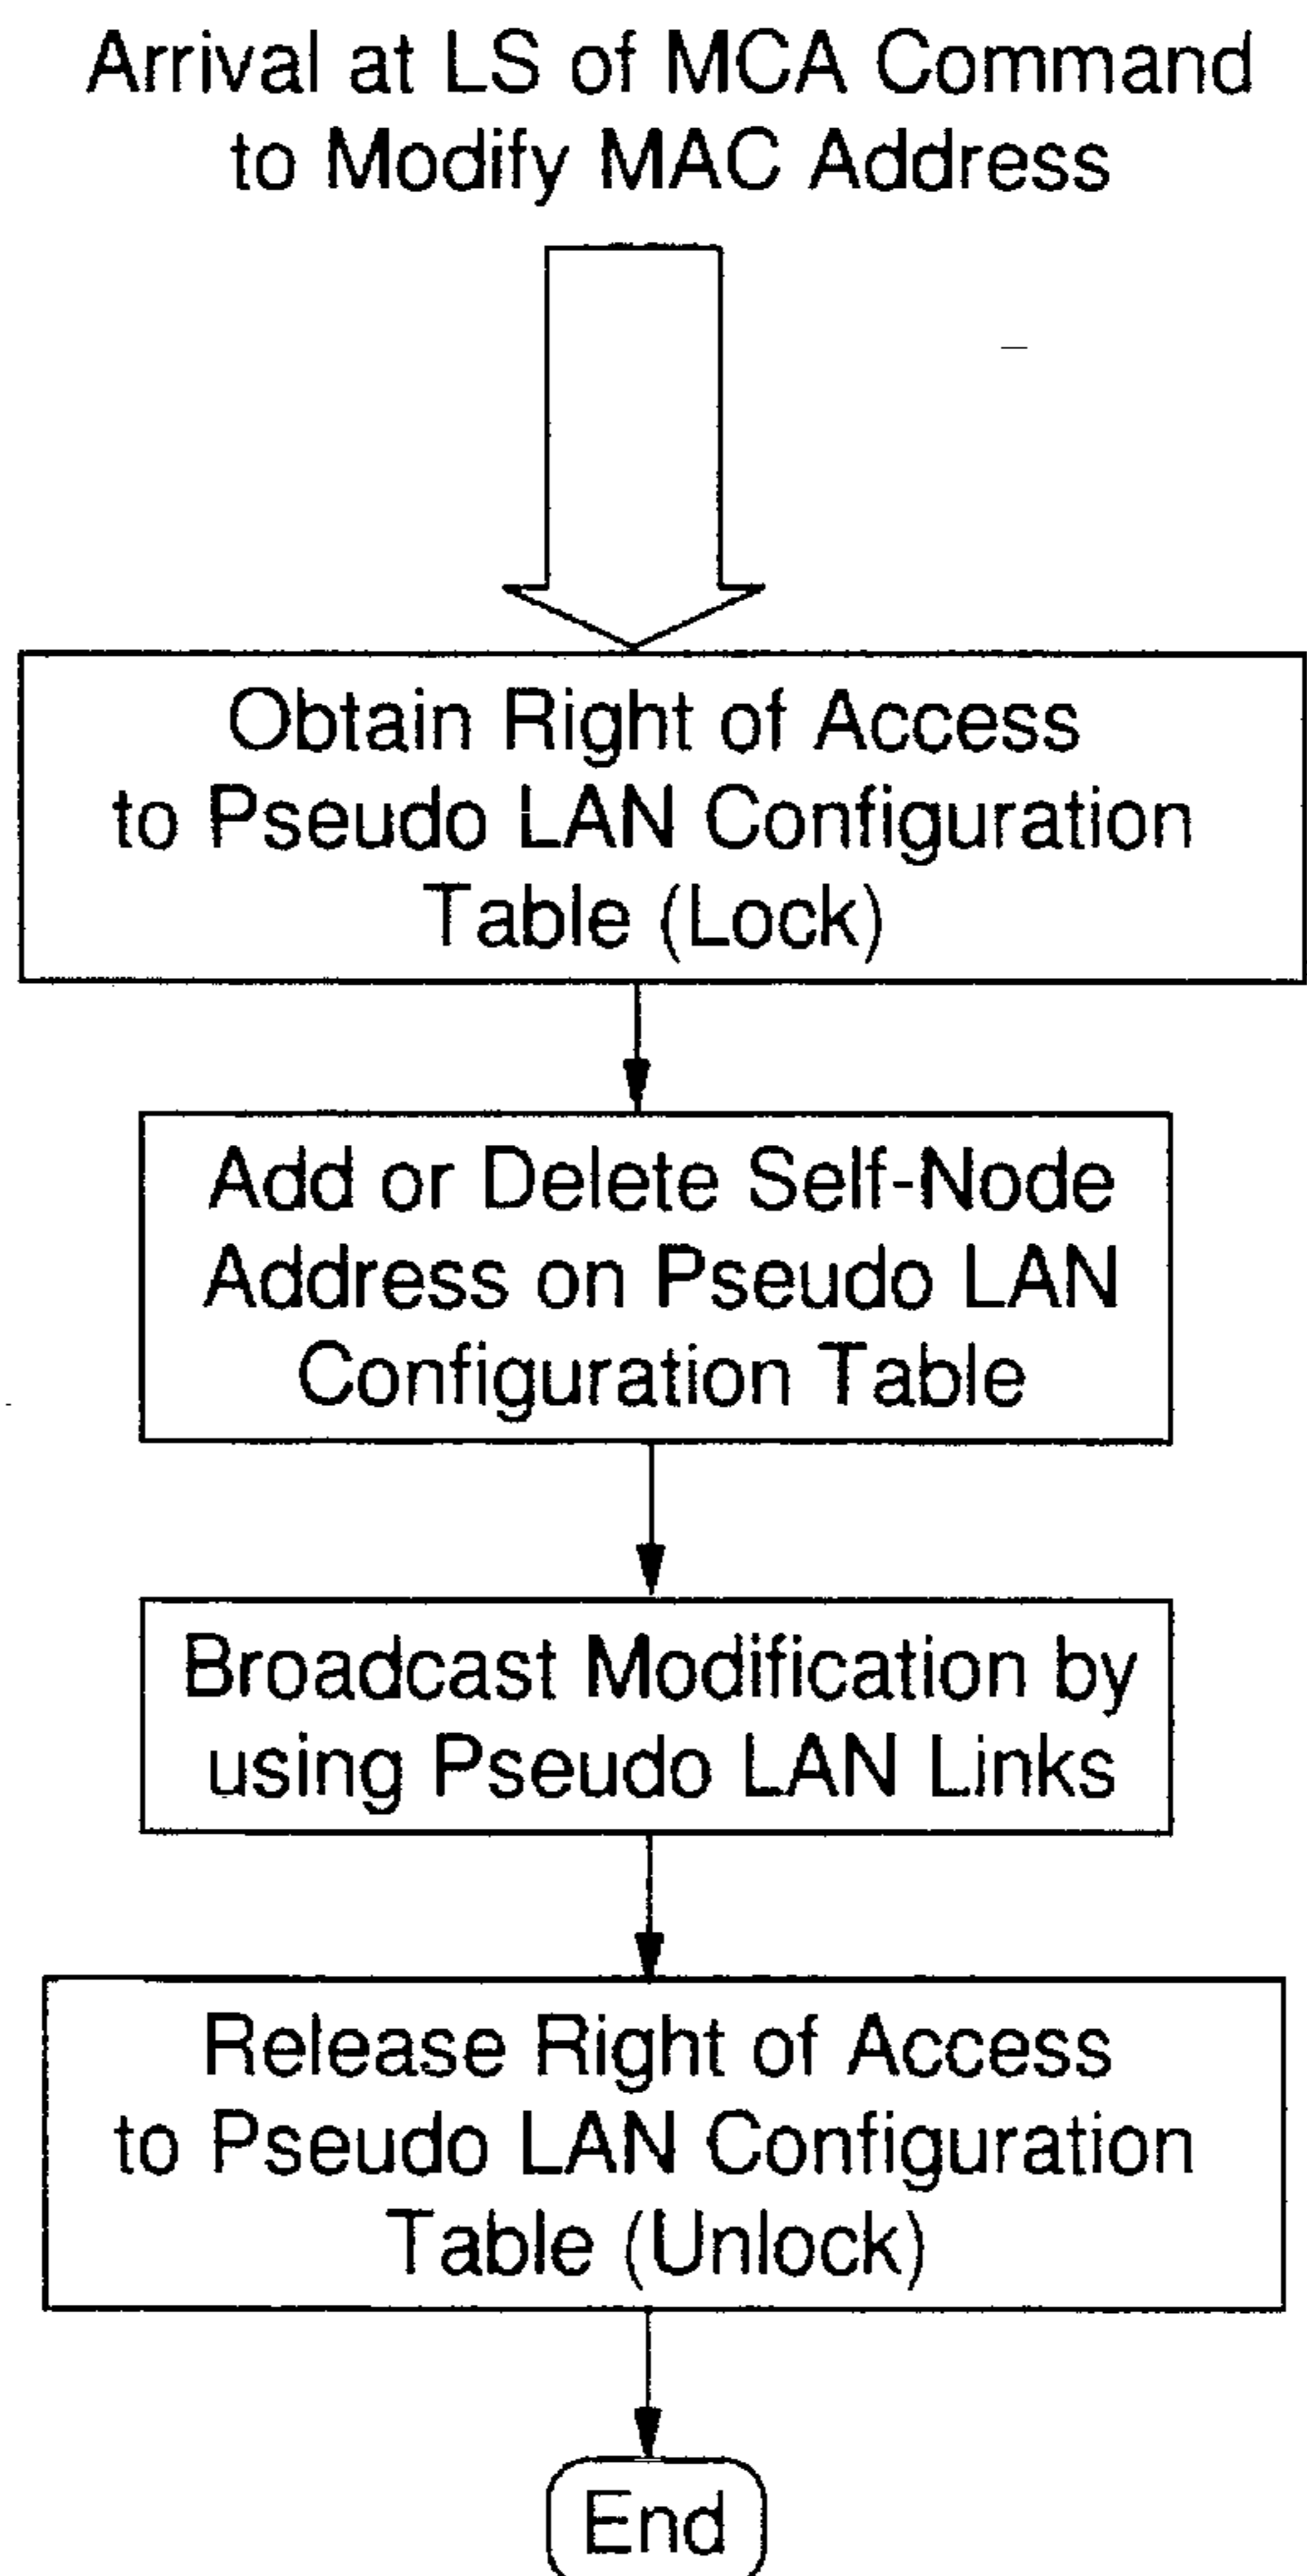 Arrival at LS of MCA Command
to Modify MAC Address
Obtain Right of Access
to Pseudo LAN Configuration
Table (Lock)
Add or Delete Self-Node
Address on Pseudo LAN
Configuration Table
Broadcast Modification by
using Pseudo LAN Links
Release Right of Access
to Pseudo LAN Configuration
Table (Unlock)
End